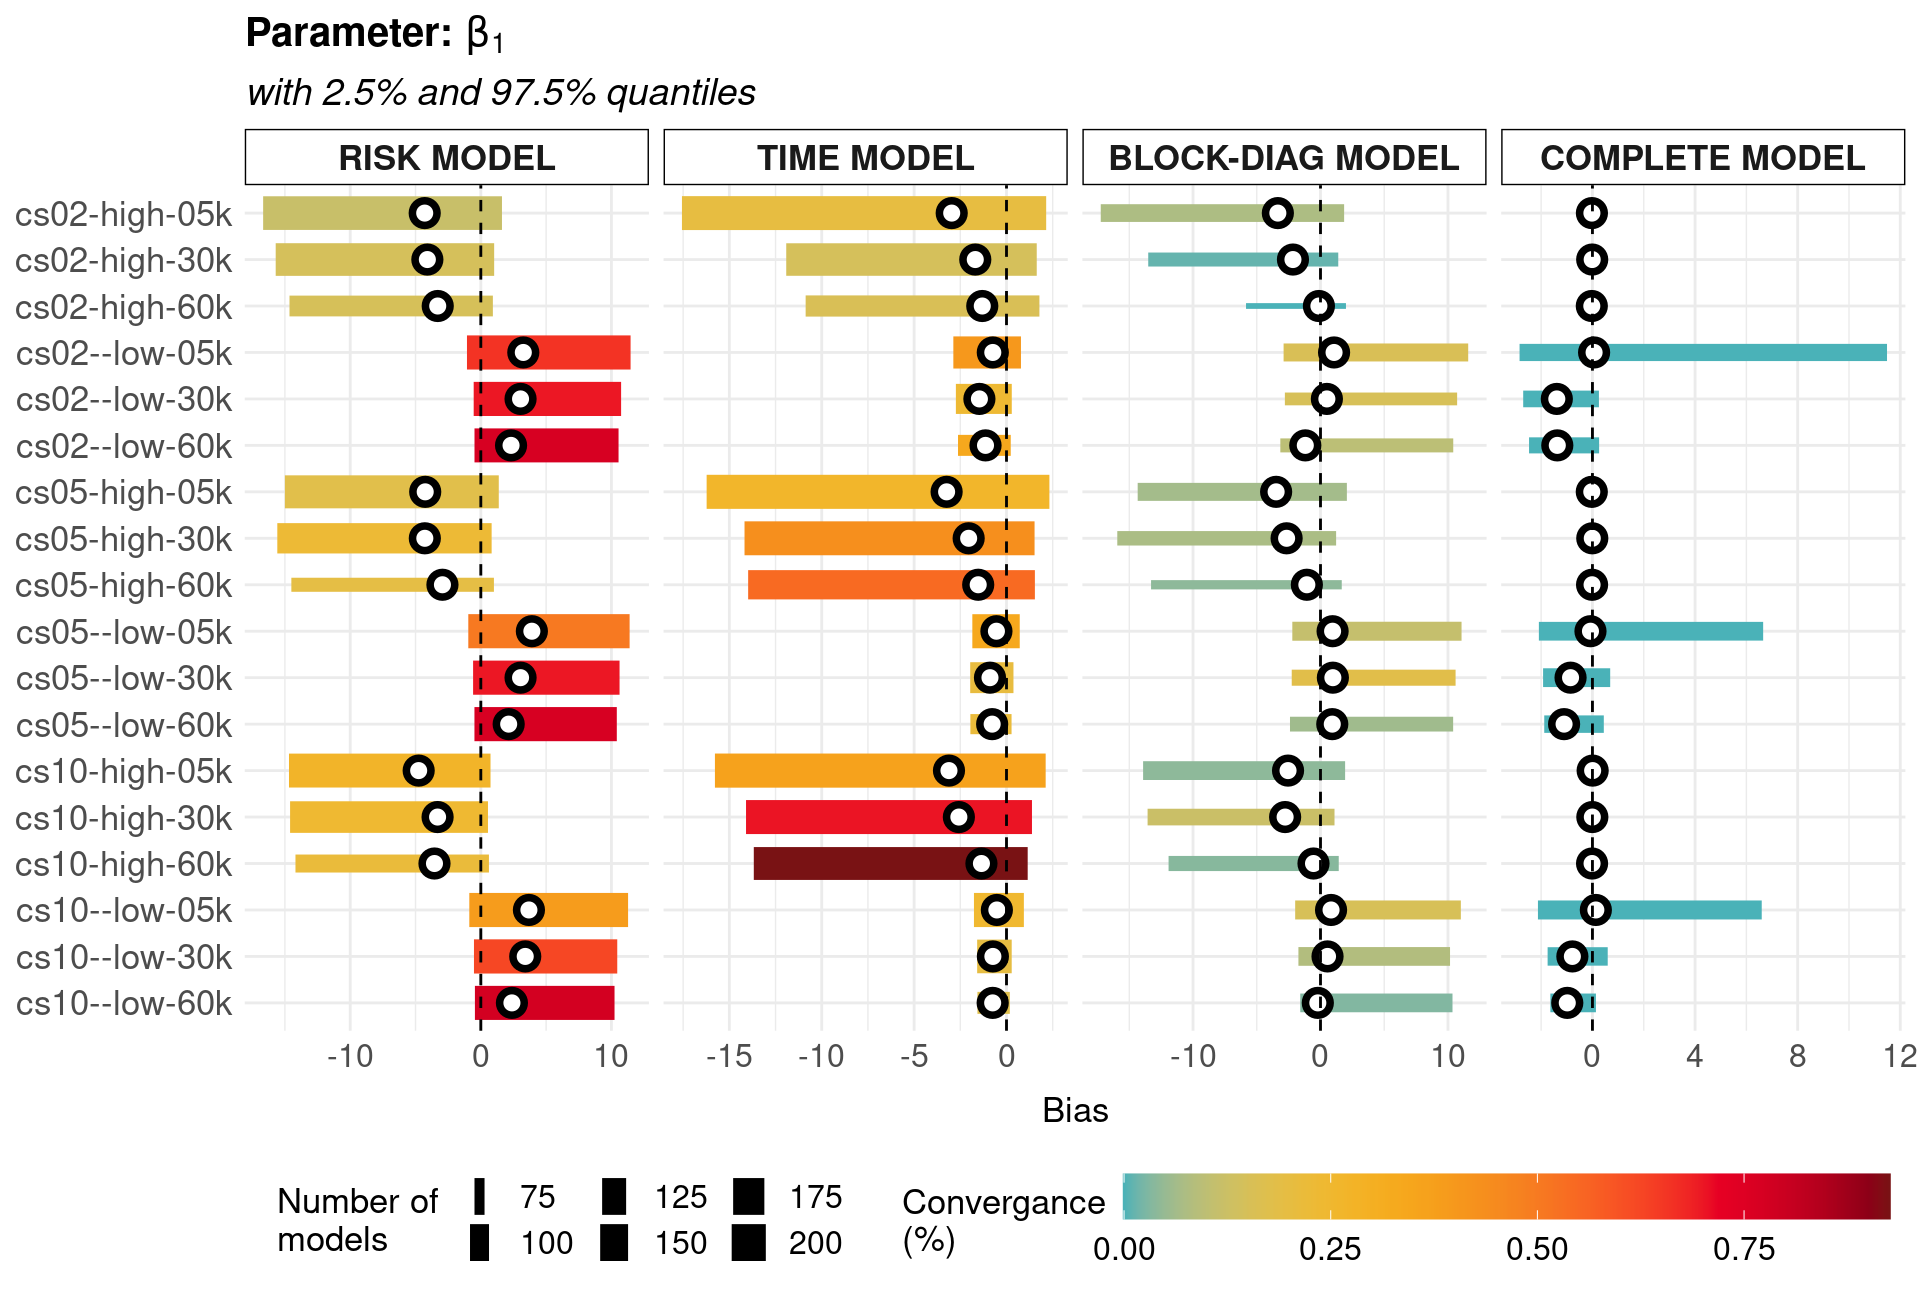 Parameter: β₁
with 2.5% and 97.5% quantiles
RISK MODEL TIME MODEL BLOCK-DIAG MODEL COMPLETE MODEL
cs02-high-05k
cs02-high-30k
cs02-high-60k
cs02--low-05k
cs02--low-30k
cs02--low-60k
cs05-high-05k
cs05-high-30k
cs05-high-60k
cs05--low-05k
cs05--low-30k
cs05--low-60k
cs10-high-05k
cs10-high-30k
cs10-high-60k
cs10--low-05k
cs10--low-30k
cs10--low-60k
-10 0 10 -15 -10 -5 0 -10 0 10 0 4 8 12
Bias
Number of models
75 125 175
100 150 200
Convergance (%)
0.00 0.25 0.50 0.75